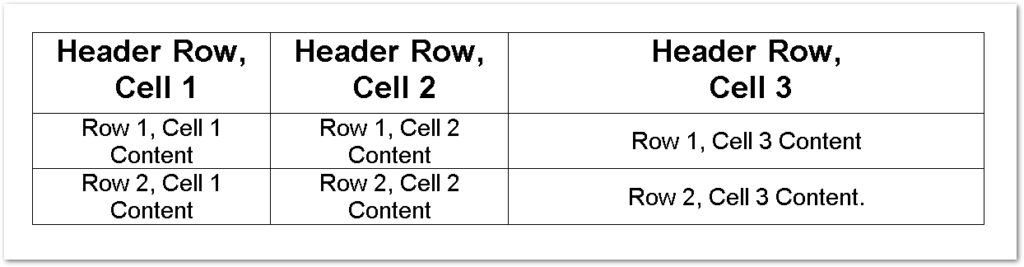 Header Row,
Cell 1
Header Row,
Cell 2
Header Row,
Cell 3
Row 1, Cell 1
Content
Row 1, Cell 2
Content
Row 1, Cell 3 Content
Row 2, Cell 1
Content
Row 2, Cell 2
Content
Row 2, Cell 3 Content.